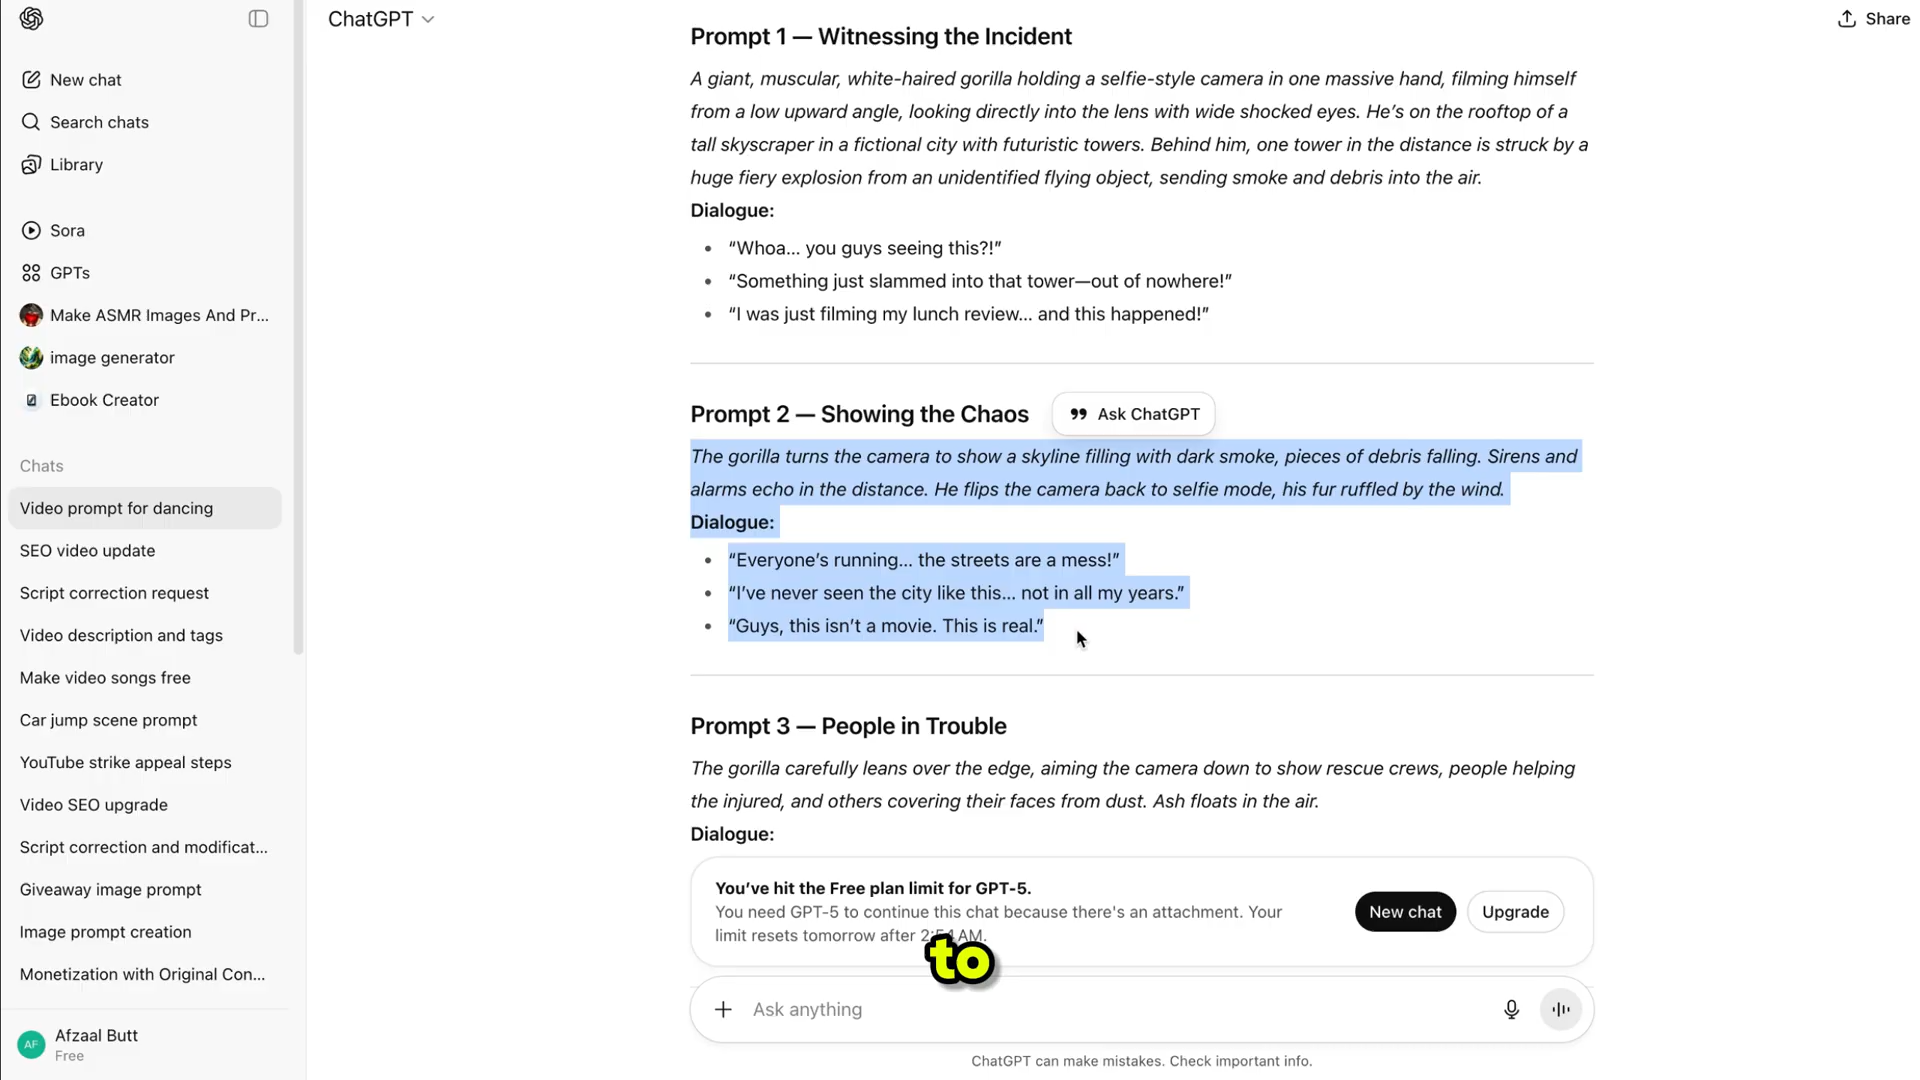 ChatGPT
Share
New chat
Search chats
Library
Sora
GPTs
Make ASMR Images And Pr...
image generator
Ebook Creator
Chats
Video prompt for dancing
SEO video update
Script correction request
Video description and tags
Make video songs free
Car jump scene prompt
YouTube strike appeal steps
Video SEO upgrade
Script correction and modificat...
Giveaway image prompt
Image prompt creation
Monetization with Original Con...
AF
Afzaal Butt
Free
Prompt 1 — Witnessing the Incident
A giant, muscular, white-haired gorilla holding a selfie-style camera in one massive hand, filming himself
from a low upward angle, looking directly into the lens with wide shocked eyes. He’s on the rooftop of a
tall skyscraper in a fictional city with futuristic towers. Behind him, one tower in the distance is struck by a
huge fiery explosion from an unidentified flying object, sending smoke and debris into the air.
Dialogue:
• “Whoa... you guys seeing this?!”
• “Something just slammed into that tower—out of nowhere!”
• “I was just filming my lunch review... and this happened!”
Prompt 2 — Showing the Chaos
Ask ChatGPT
The gorilla turns the camera to show a skyline filling with dark smoke, pieces of debris falling. Sirens and
alarms echo in the distance. He flips the camera back to selfie mode, his fur ruffled by the wind.
Dialogue:
• “Everyone’s running... the streets are a mess!”
• “I’ve never seen the city like this... not in all my years.”
• “Guys, this isn’t a movie. This is real.”
Prompt 3 — People in Trouble
The gorilla carefully leans over the edge, aiming the camera down to show rescue crews, people helping
the injured, and others covering their faces from dust. Ash floats in the air.
Dialogue:
You’ve hit the Free plan limit for GPT-5.
You need GPT-5 to continue this chat because there's an attachment. Your
limit resets tomorrow after AM.
New chat
Upgrade
to
Ask anything
ChatGPT can make mistakes. Check important info.